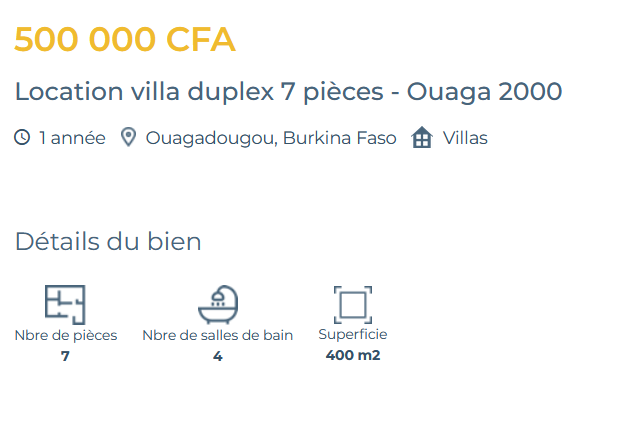 500 000 CFA
Location villa duplex 7 pièces - Ouaga 2000
1 année Ouagadougou, Burkina Faso Villas
Détails du bien
Nbre de pièces Nbre de salles de bain Superficie
7 4 400 m2